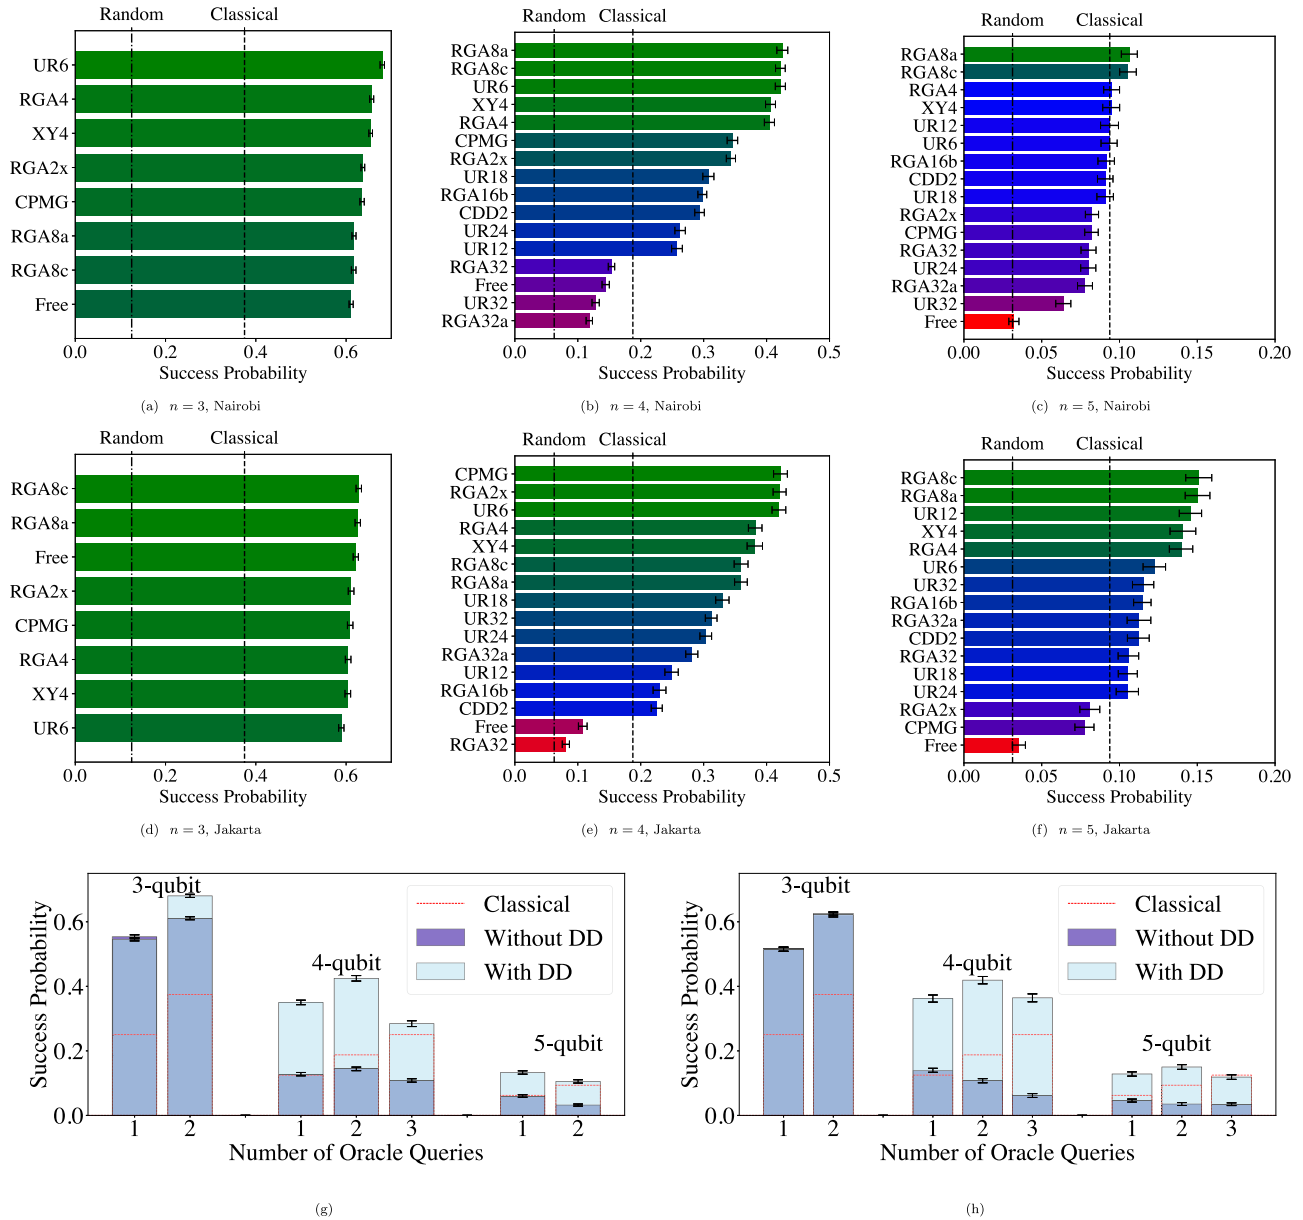 Random Classical
UR6
RGA4
XY4
RGA2x
CPMG
RGA8a
RGA8c
Free
0.0 0.2 0.4 0.6
Success Probability
(a) n = 3, Nairobi
Random Classical
RGA8a
RGA8c
UR6
XY4
RGA4
CPMG
RGA2x
UR18
RGA16b
CDD2
UR24
UR12
RGA32
Free
UR32
RGA32a
0.0 0.1 0.2 0.3 0.4 0.5
Success Probability
(b) n = 4, Nairobi
Random Classical
RGA8a
RGA8c
RGA4
XY4
UR12
UR6
RGA16b
CDD2
UR18
RGA2x
CPMG
RGA32
UR24
RGA32a
UR32
Free
0.00 0.05 0.10 0.15 0.20
Success Probability
(c) n = 5, Nairobi
Random Classical
RGA8c
RGA8a
Free
RGA2x
CPMG
RGA4
XY4
UR6
0.0 0.2 0.4 0.6
Success Probability
(d) n = 3, Jakarta
Random Classical
CPMG
RGA2x
UR6
RGA4
XY4
RGA8c
RGA8a
UR18
UR32
UR24
RGA32a
UR12
RGA16b
CDD2
Free
RGA32
0.0 0.1 0.2 0.3 0.4 0.5
Success Probability
(e) n = 4, Jakarta
Random Classical
RGA8c
RGA8a
UR12
XY4
RGA4
UR6
UR32
RGA16b
RGA32a
CDD2
RGA32
UR18
UR24
RGA2x
CPMG
Free
0.00 0.05 0.10 0.15 0.20
Success Probability
(f) n = 5, Jakarta
Success Probability
0.6
0.4
0.2
0.0
3-qubit
4-qubit
5-qubit
Classical
Without DD
With DD
1 2 1 2 3 1 2
Number of Oracle Queries
(g)
Success Probability
0.6
0.4
0.2
0.0
3-qubit
4-qubit
5-qubit
Classical
Without DD
With DD
1 2 1 2 3 1 2 3
Number of Oracle Queries
(h)